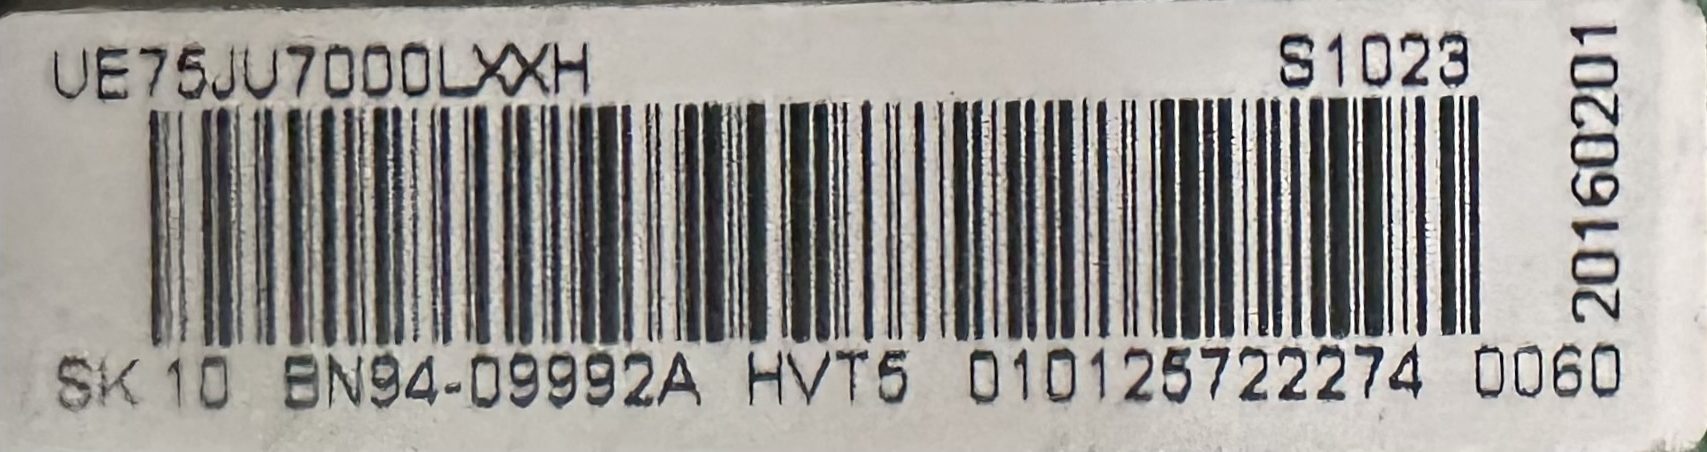 UE75JU7000LXXH S1023
20160201
SK 10 BN94-09992A HVT5 010125722274 0060